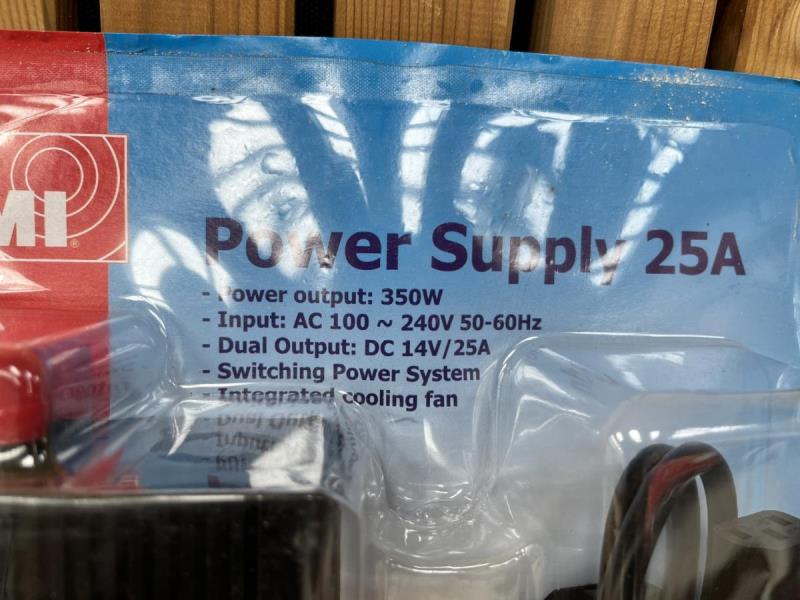 MI
®
Power Supply 25A
- Power output: 350W
- Input: AC 100 ~ 240V 50-60Hz
- Dual Output: DC 14V/25A
- Switching Power System
- Integrated cooling fan